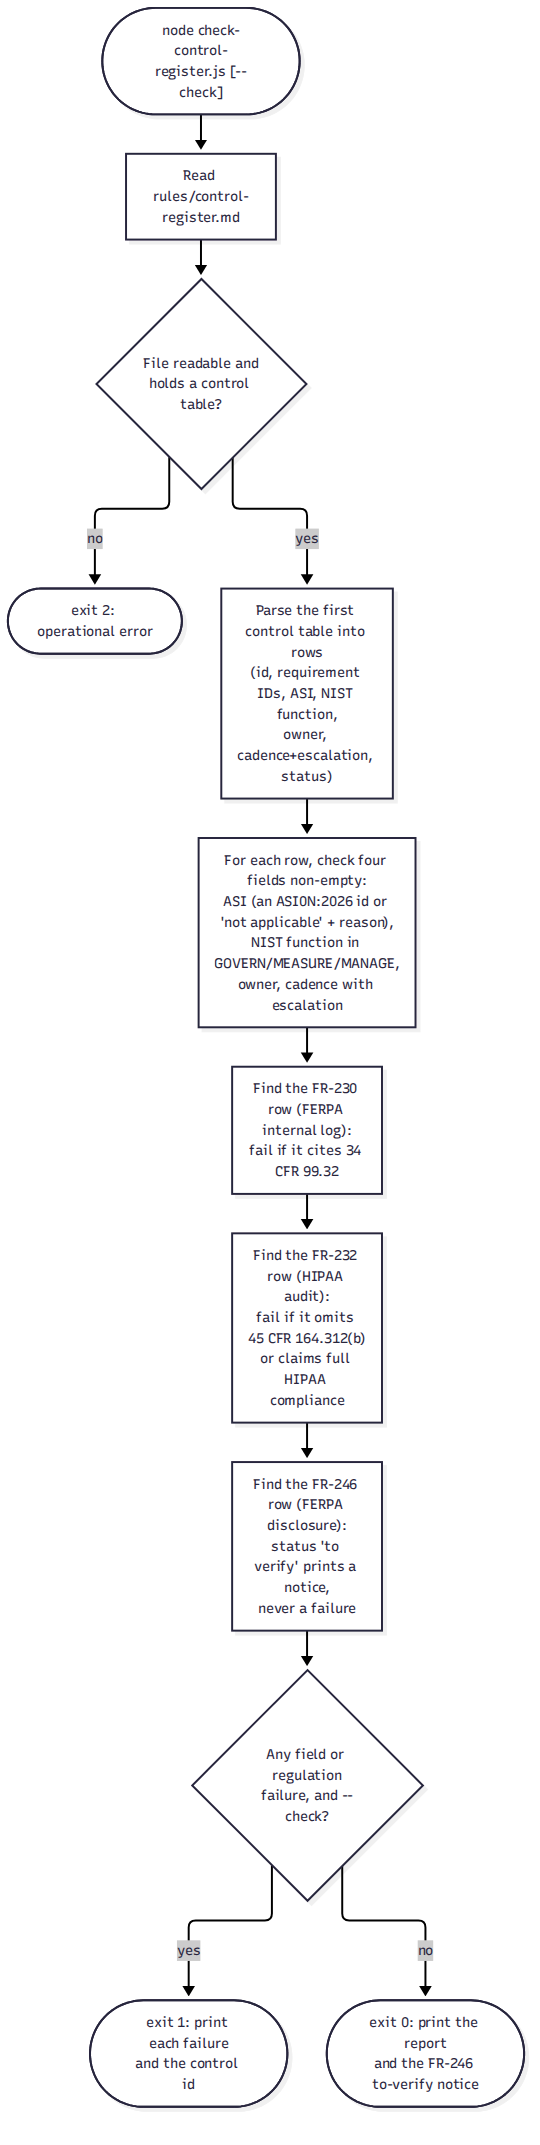 node check-
control-
register.js [--
check]
Read
rules/control-
register.md
File readable and
holds a control
table?
no
yes
exit 2:
operational error
Parse the first
control table into
rows
(id, requirement
IDs, ASI, NIST
function,
owner,
cadence+escalation,
status)
For each row, check four
fields non-empty:
ASI (an ASI0N:2026 id or
'not applicable' + reason),
NIST function in
GOVERN/MEASURE/MANAGE,
owner, cadence with
escalation
Find the FR-230
row (FERPA
internal log):
fail if it cites 34
CFR 99.32
Find the FR-232
row (HIPAA
audit):
fail if it omits
45 CFR 164.312(b)
or claims full
HIPAA
compliance
Find the FR-246
row (FERPA
disclosure):
status 'to
verify' prints a
notice,
never a failure
Any field or
regulation
failure, and --
check?
yes
no
exit 1: print
each failure
and the control
id
exit 0: print the
report
and the FR-246
to-verify notice